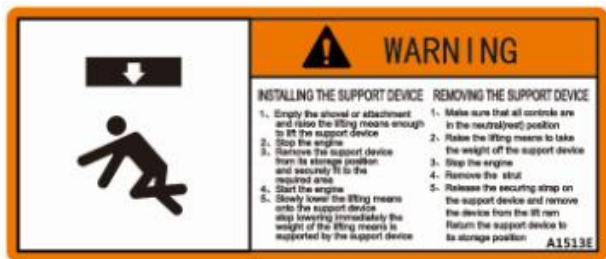 WARNING
INSTALLING THE SUPPORT DEVICE
1、Empty the shovel or attachment
and raise the lifting means enough
to lift the support device
2、Stop the engine
3、Remove the support device
from its storage position
and securely fit to the
required area
4、Start the engine
5、Slowly lower the lifting means
onto the support device
stop lowering immediately the
weight of the lifting means is
supported by the support device
REMOVING THE SUPPORT DEVICE
1、Make sure that all controls are
in the neutral(rest) position
2、Raise the lifting means to take
the weight off the support device
3、Stop the engine
4、Remove the strut
5、Release the securing strap on
the support device and remove
the device from the lift ram
Return the support device to
its storage position
A1513E